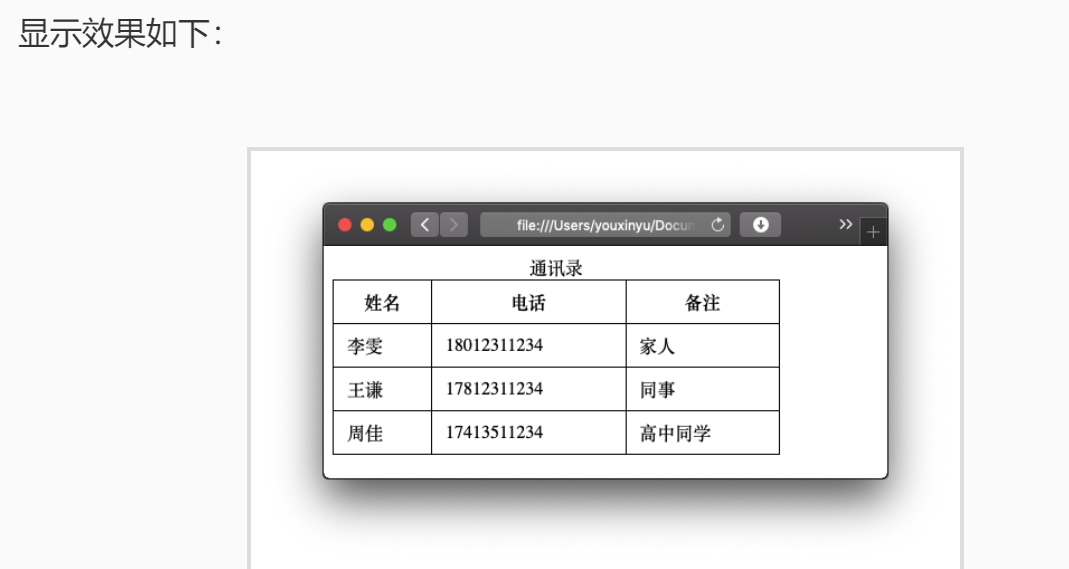 显示效果如下：
file:///Users/youxinyu/Docum
通讯录
姓名 电话 备注
李雯 18012311234 家人
王谦 17812311234 同事
周佳 17413511234 高中同学